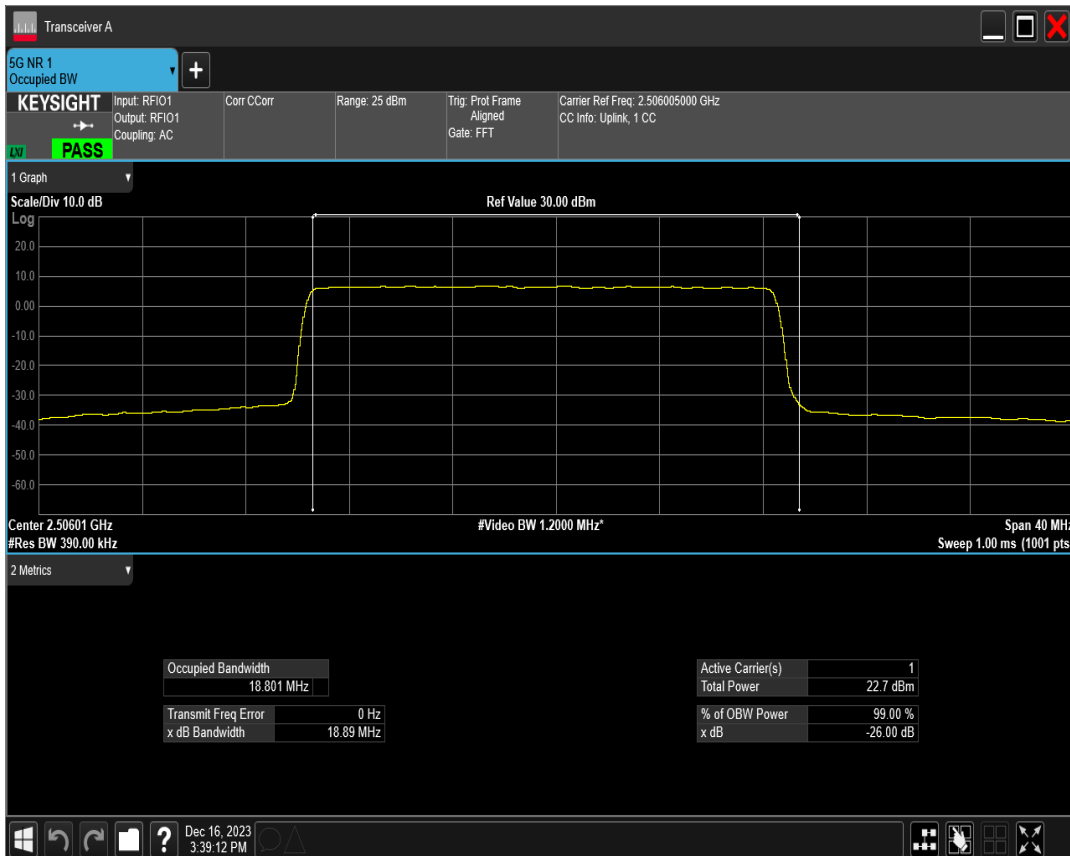 Transceiver A
5G NR 1
Occupied BW
+
KEYSIGHT
LXI
PASS
Input: RFIO1
Output: RFIO1
Coupling: AC
Corr CCorr
Range: 25 dBm
Trig: Prot Frame
Aligned
Gate: FFT
Carrier Ref Freq: 2.506005000 GHz
CC Info: Uplink, 1 CC
1 Graph
Scale/Div 10.0 dB
Ref Value 30.00 dBm
Log
20.0
10.0
0.00
-10.0
-20.0
-30.0
-40.0
-50.0
-60.0
Center 2.50601 GHz
#Video BW 1.2000 MHz*
Span 40 MHz
#Res BW 390.00 kHz
Sweep 1.00 ms (1001 pts
2 Metrics
Occupied Bandwidth
18.801 MHz
Transmit Freq Error 0 Hz
x dB Bandwidth 18.89 MHz
Active Carrier(s) 1
Total Power 22.7 dBm
% of OBW Power 99.00 %
x dB -26.00 dB
?
Dec 16, 2023
3:39:12 PM